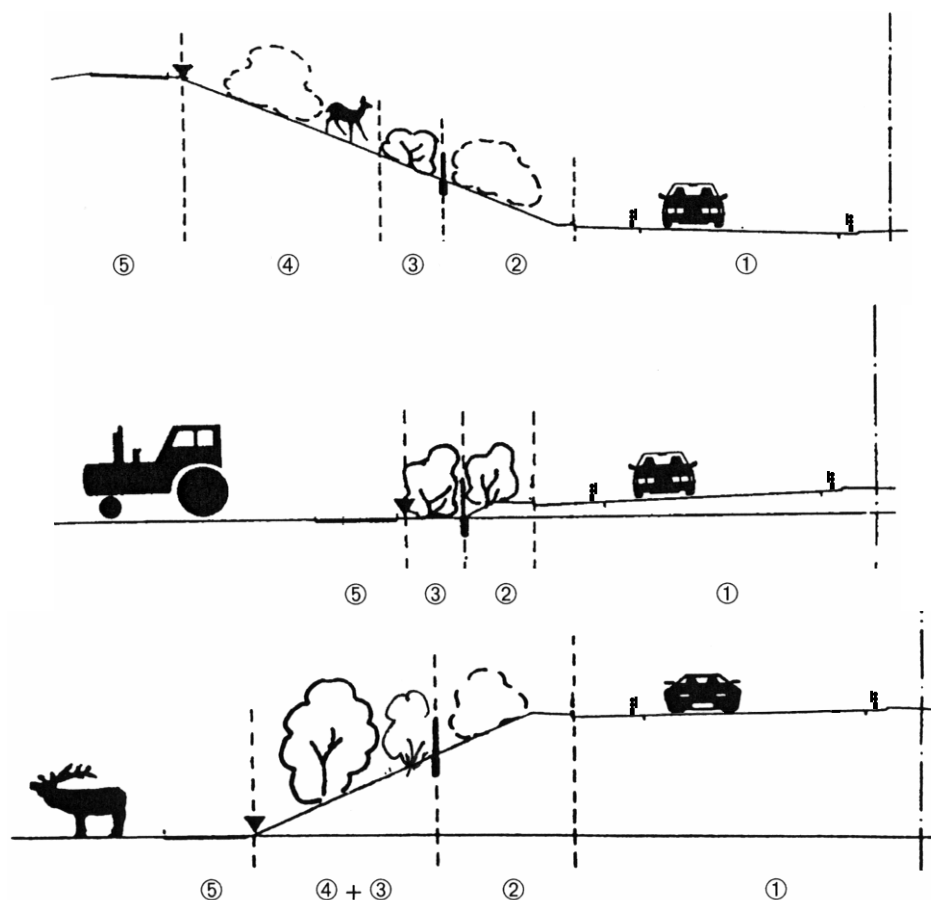 ⑤ ④ ③ ② ①
⑤ ③ ② ①
⑤ ④ + ③ ② ①